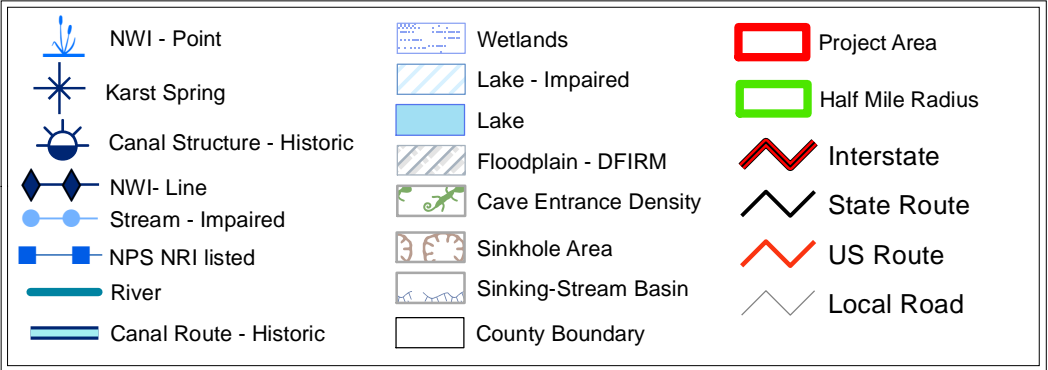 NWI - Point
Karst Spring
Canal Structure - Historic
NWI- Line
Stream - Impaired
NPS NRI listed
River
Canal Route - Historic
Wetlands
Lake - Impaired
Lake
Floodplain - DFIRM
Cave Entrance Density
Sinkhole Area
Sinking-Stream Basin
County Boundary
Project Area
Half Mile Radius
Interstate
State Route
US Route
Local Road